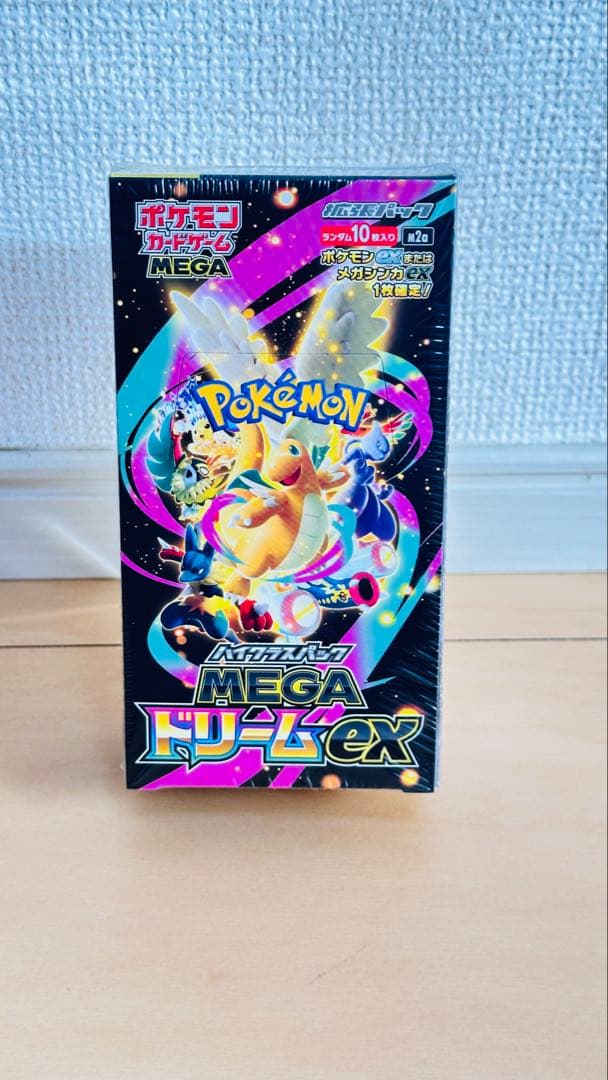 ポケモン
カードゲーム
MEGA
拡張パック
ランダム10枚入り
M2a
ポケモンexまたは
メガシンカex
1枚確定!
POKéMON
ハイクラスパック
MEGA
ドリームex